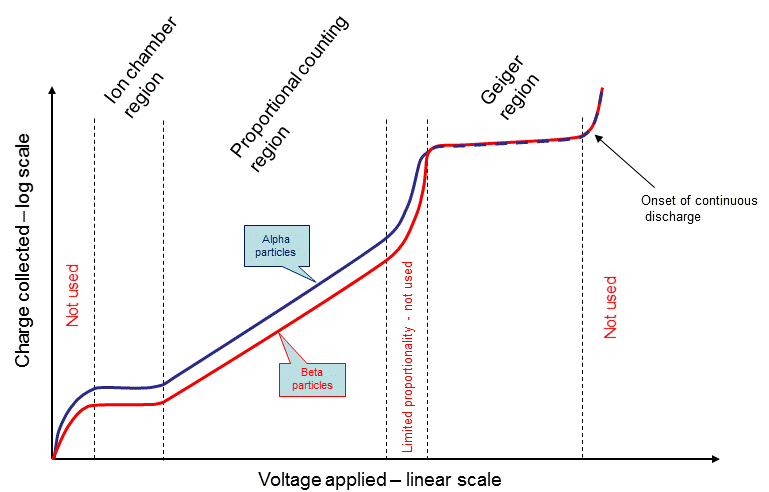 Ion chamber
region
Proportional counting
region
Geiger
region
Charge collected – log scale
Not used
Alpha
particles
Beta
particles
Limited proportionality - not used
Onset of continuous
discharge
Not used
Voltage applied – linear scale